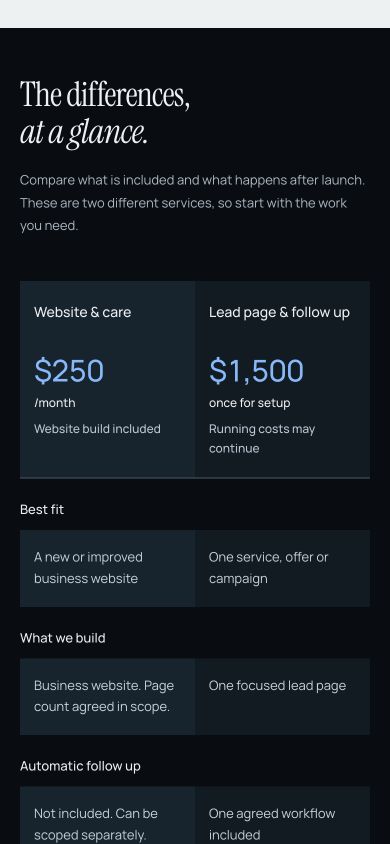 The differences,
at a glance.
Compare what is included and what happens after launch.
These are two different services, so start with the work
you need.
Website & care
$250
/month
Website build included
Lead page & follow up
$1,500
once for setup
Running costs may
continue
Best fit
A new or improved
business website
One service, offer or
campaign
What we build
Business website. Page
count agreed in scope.
One focused lead page
Automatic follow up
Not included. Can be
scoped separately.
One agreed workflow
included